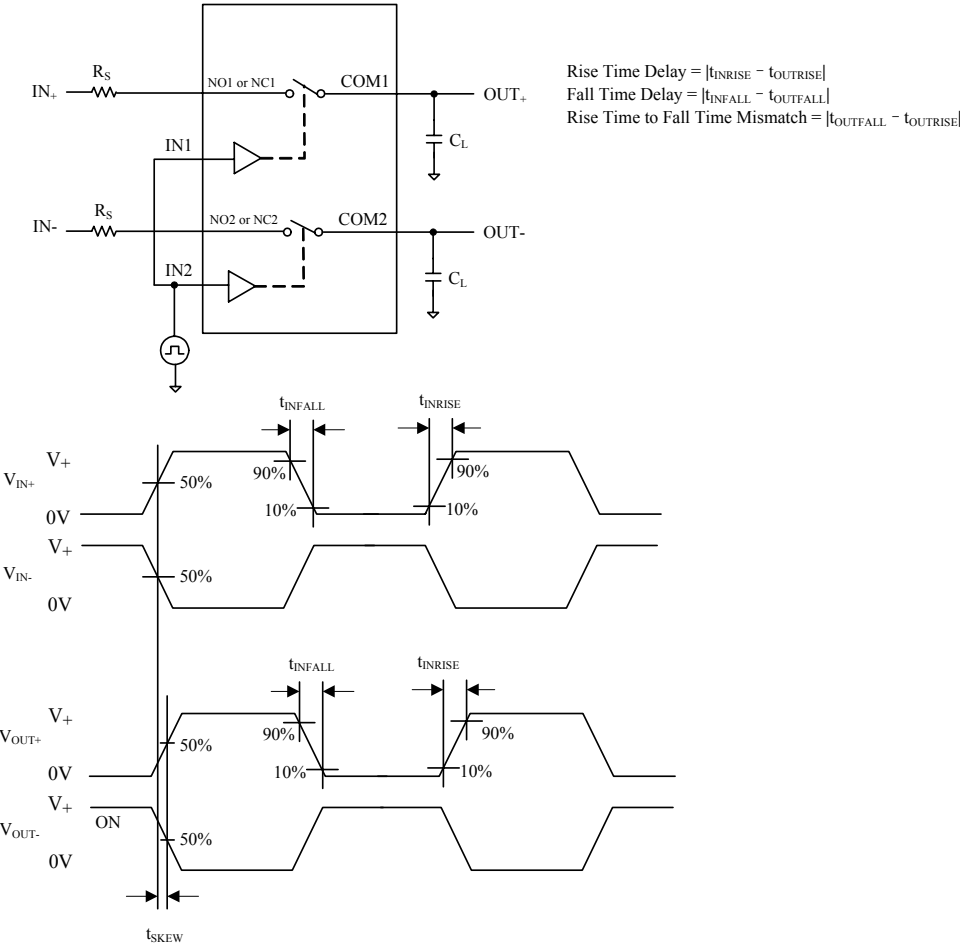 Rise Time Delay = |tINRISE − tOUTRISE|
Fall Time Delay = |tINFALL − tOUTFALL|
Rise Time to Fall Time Mismatch = |tOUTFALL − tOUTRISE|
RS
IN+
NO1 or NC1
COM1
OUT+
CL
IN1
RS
IN-
NO2 or NC2
COM2
OUT-
CL
IN2
tINFALL
tINRISE
V+
VIN+
0V
50%
90%
10%
90%
10%
V+
VIN-
0V
50%
tINFALL
tINRISE
V+
VOUT+
0V
50%
90%
10%
90%
10%
V+
VOUT-
0V
ON
50%
tSKEW